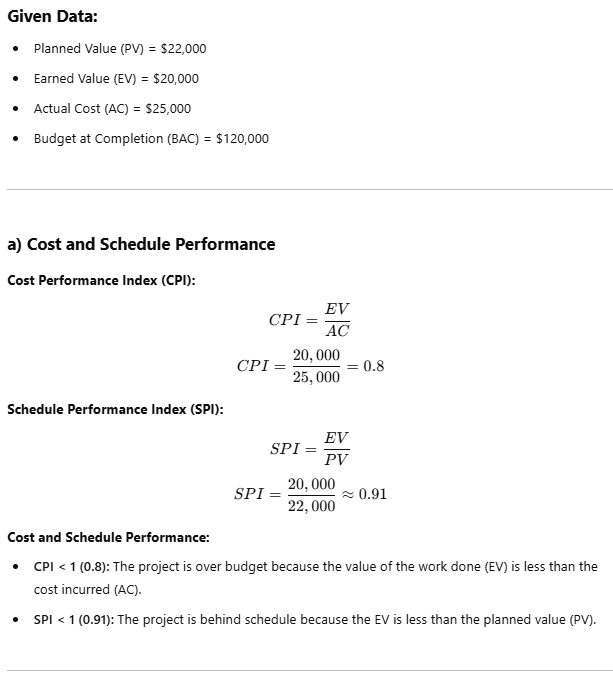 Given Data:
• Planned Value (PV) = $22,000
• Earned Value (EV) = $20,000
• Actual Cost (AC) = $25,000
• Budget at Completion (BAC) = $120,000
a) Cost and Schedule Performance
Cost Performance Index (CPI):
CPI = EV / AC
CPI = 20,000 / 25,000 = 0.8
Schedule Performance Index (SPI):
SPI = EV / PV
SPI = 20,000 / 22,000 ≈ 0.91
Cost and Schedule Performance:
• CPI < 1 (0.8): The project is over budget because the value of the work done (EV) is less than the
cost incurred (AC).
• SPI < 1 (0.91): The project is behind schedule because the EV is less than the planned value (PV).